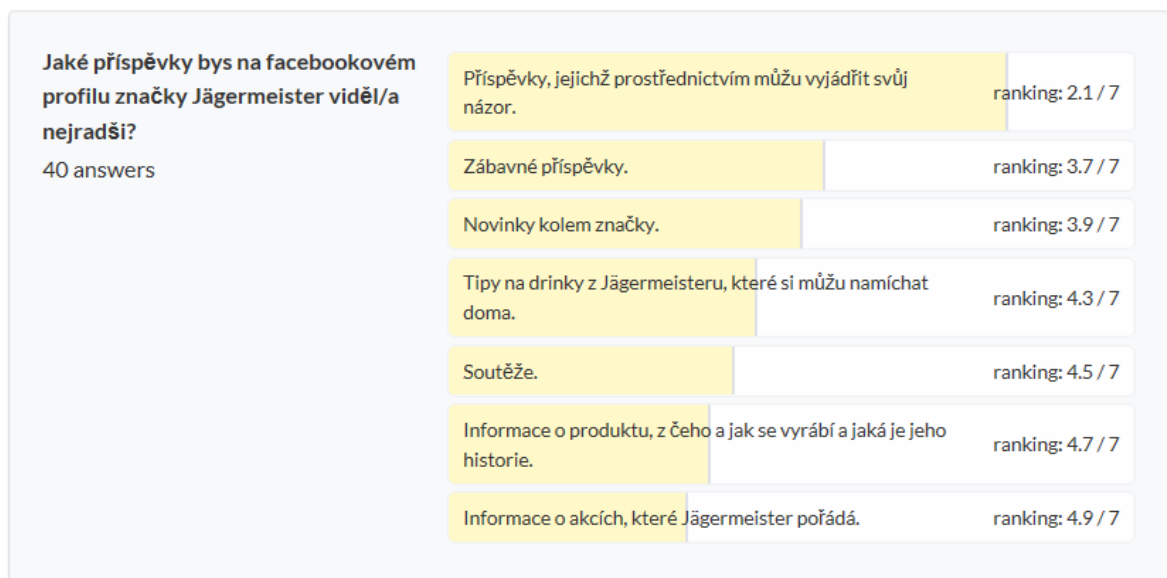 Jaké příspěvky bys na facebookovém
profilu značky Jägermeister viděl/a
nejradši?
40 answers
Příspěvky, jejichž prostřednictvím můžu vyjádřit svůj
názor.
ranking: 2.1 / 7
Zábavné příspěvky.
ranking: 3.7 / 7
Novinky kolem značky.
ranking: 3.9 / 7
Tipy na drinky z Jägermeisteru, které si můžu namíchat
doma.
ranking: 4.3 / 7
Soutěže.
ranking: 4.5 / 7
Informace o produktu, z čeho a jak se vyrábí a jaká je jeho
historie.
ranking: 4.7 / 7
Informace o akcích, které Jägermeister pořádá.
ranking: 4.9 / 7